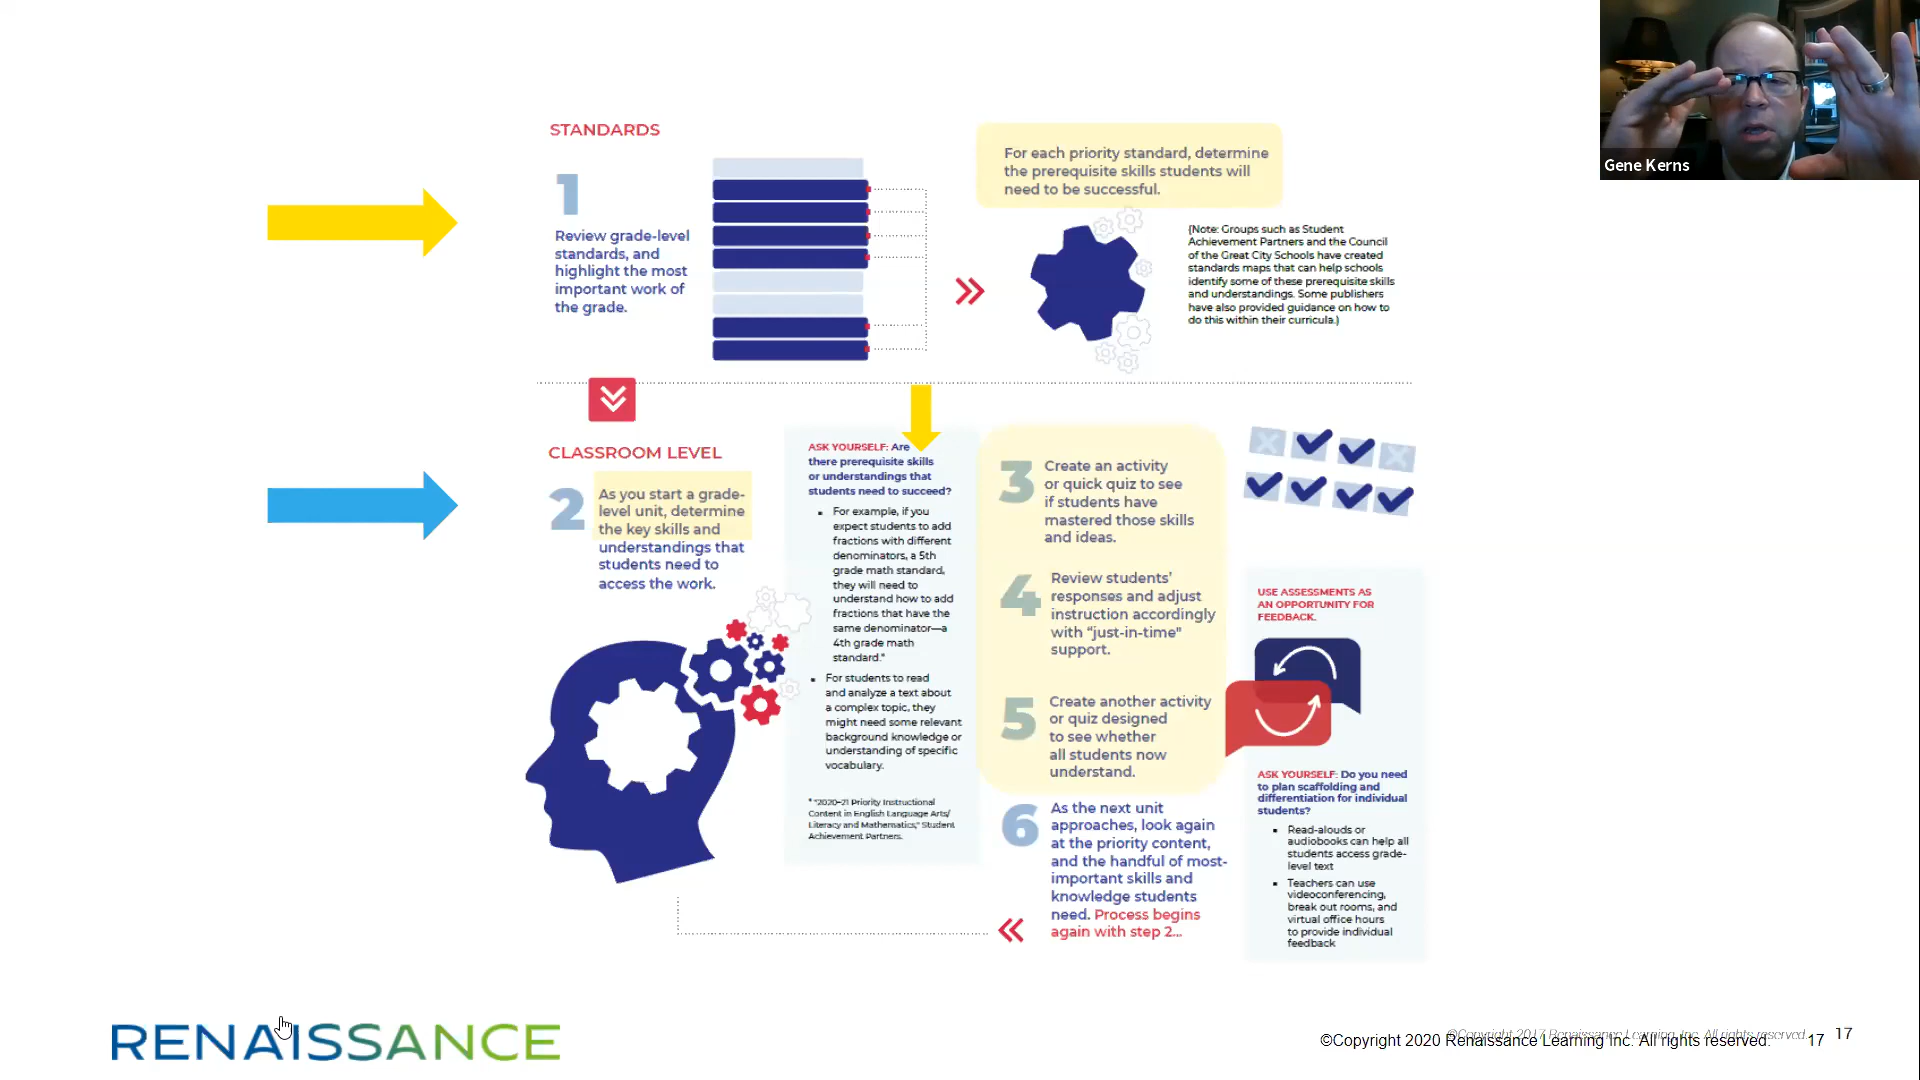 Gene Kerns
STANDARDS
1
Review grade-level
standards, and
highlight the most
important work of
the grade.
For each priority standard, determine
the prerequisite skills students will
need to be successful.
(Note: Groups such as Student
Achievement Partners and the Council
of the Great City Schools have created
standards maps that can help schools
identify some of these prerequisite skills
and understandings. Some publishers
have also provided guidance on how to
do this within their curricula.)
CLASSROOM LEVEL
2
As you start a grade-
level unit, determine
the key skills and
understandings that
students need to
access the work.
ASK YOURSELF: Are
there prerequisite skills
or understandings that
students need to succeed?
▪ For example, if you
expect students to add
fractions with different
denominators, a 5th
grade math standard,
they will need to
understand how to add
fractions that have the
same denominator—a
4th grade math
standard.*
▪ For students to read
and analyze a text about
a complex topic, they
might need some relevant
background knowledge or
understanding of specific
vocabulary.
* "2020–21 Priority Instructional
Content in English Language Arts/
Literacy and Mathematics," Student
Achievement Partners.
3
Create an activity
or quick quiz to see
if students have
mastered those skills
and ideas.
4
Review students'
responses and adjust
instruction accordingly
with "just-in-time"
support.
5
Create another activity
or quiz designed
to see whether
all students now
understand.
6
As the next unit
approaches, look again
at the priority content,
and the handful of most-
important skills and
knowledge students
need. Process begins
again with step 2...
USE ASSESSMENTS AS
AN OPPORTUNITY FOR
FEEDBACK.
ASK YOURSELF: Do you need
to plan scaffolding and
differentiation for individual
students?
▪ Read-alouds or
audiobooks can help all
students access grade-
level text
▪ Teachers can use
videoconferencing,
break out rooms, and
virtual office hours
to provide individual
feedback
RENAISSANCE
©Copyright 2017 Renaissance Learning, Inc. All rights reserved. 17
©Copyright 2020 Renaissance Learning Inc. All rights reserved. 17